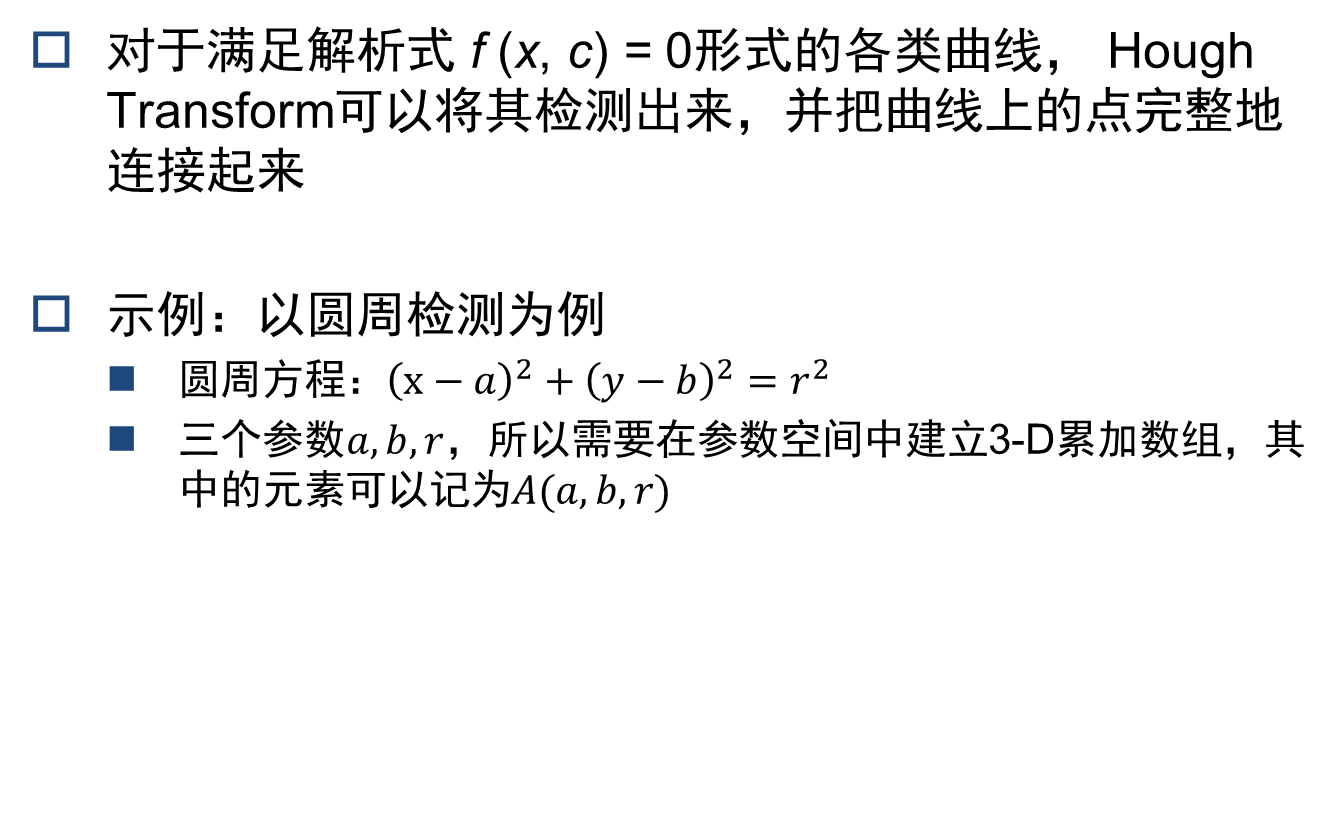 对于满足解析式 f (x, c) = 0形式的各类曲线， Hough
Transform可以将其检测出来，并把曲线上的点完整地
连接起来
示例：以圆周检测为例
圆周方程：(x − a)² + (y − b)² = r²
三个参数a, b, r，所以需要在参数空间中建立3-D累加数组，其
中的元素可以记为A(a, b, r)